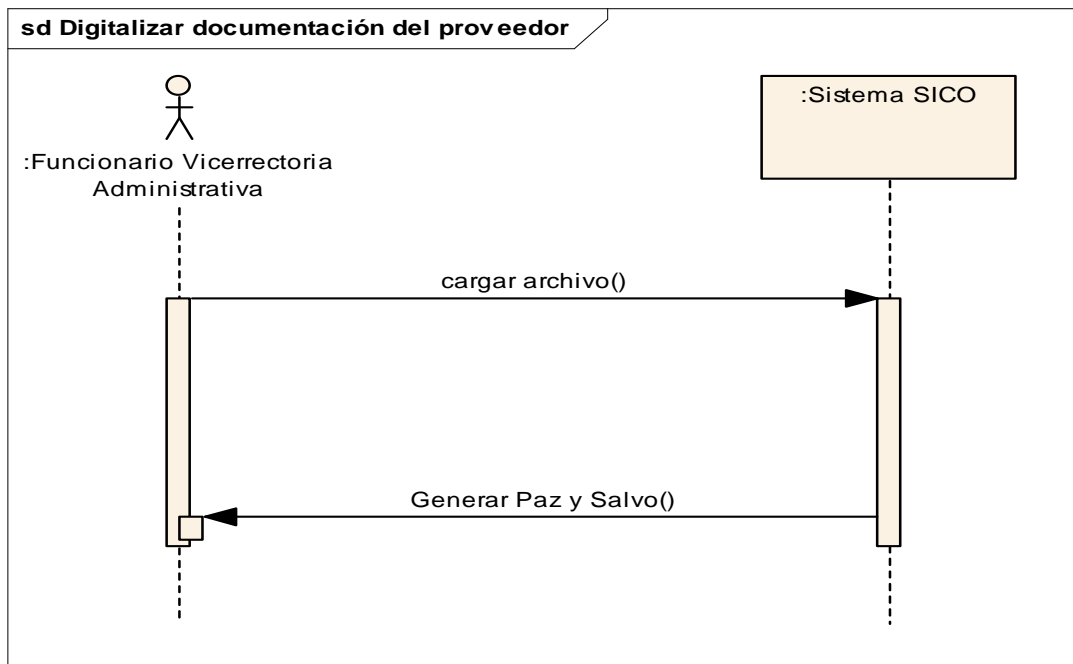 sd Digitalizar documentación del proveedor
:Sistema SICO
:Funcionario Vicerrectoria
Administrativa
cargar archivo()
Generar Paz y Salvo()